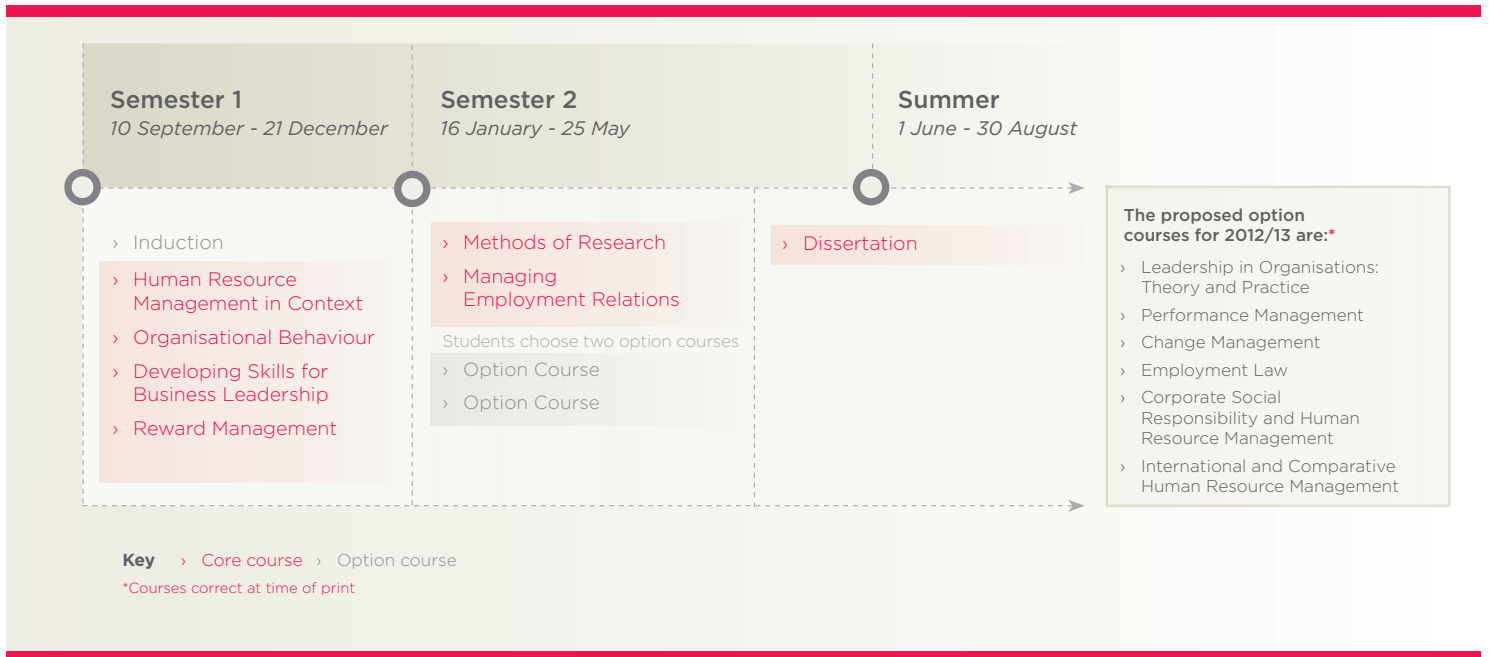 Semester 1
10 September - 21 December
Semester 2
16 January - 25 May
Summer
1 June - 30 August
› Induction
› Human Resource
Management in Context
› Organisational Behaviour
› Developing Skills for
Business Leadership
› Reward Management
› Methods of Research
› Managing
Employment Relations
Students choose two option courses
› Option Course
› Option Course
› Dissertation
The proposed option
courses for 2012/13 are:*
› Leadership in Organisations:
Theory and Practice
› Performance Management
› Change Management
› Employment Law
› Corporate Social
Responsibility and Human
Resource Management
› International and Comparative
Human Resource Management
Key › Core course › Option course
*Courses correct at time of print